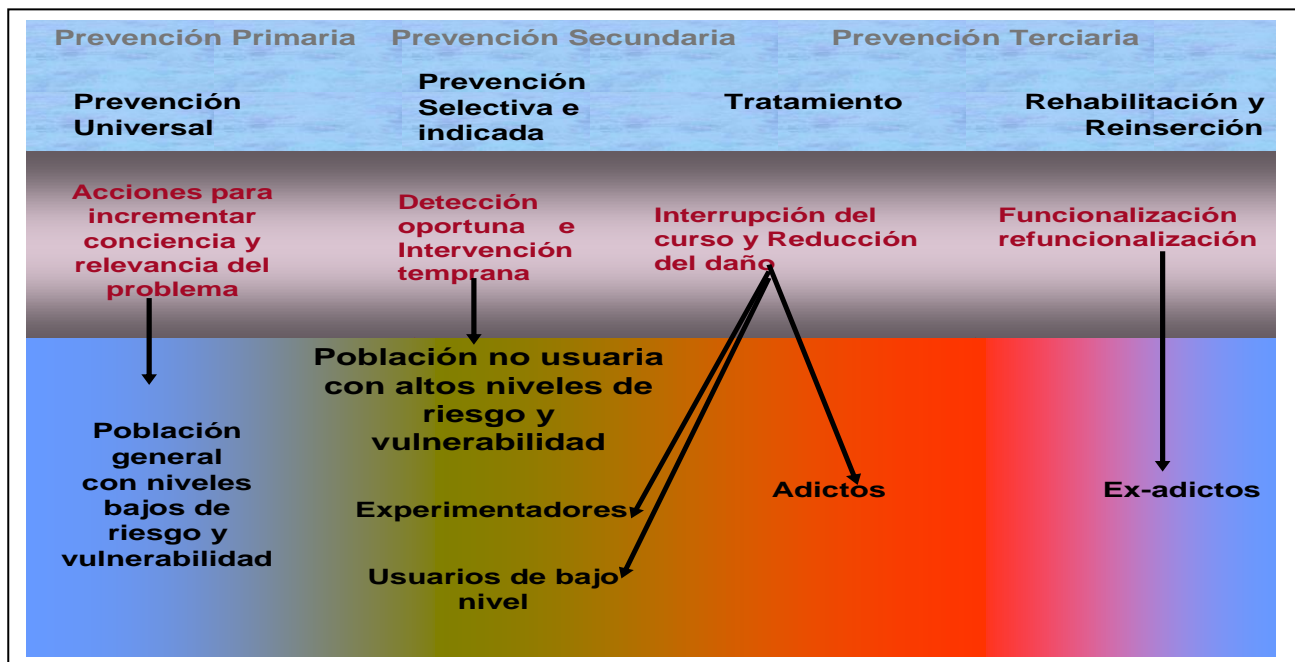 Prevención Primaria
Prevención Secundaria
Prevención Terciaria
Prevención
Universal
Prevención
Selectiva e
indicada
Tratamiento
Rehabilitación y
Reinserción
Acciones para
incrementar
conciencia y
relevancia del
problema
Detección
oportuna e
Intervención
temprana
Interrupción del
curso y Reducción
del daño
Funcionalización
refuncionalización
Población
general
con niveles
bajos de
riesgo y
vulnerabilidad
Población no usuaria
con altos niveles de
riesgo y
vulnerabilidad
Experimentadores
Usuarios de bajo
nivel
Adictos
Ex-adictos